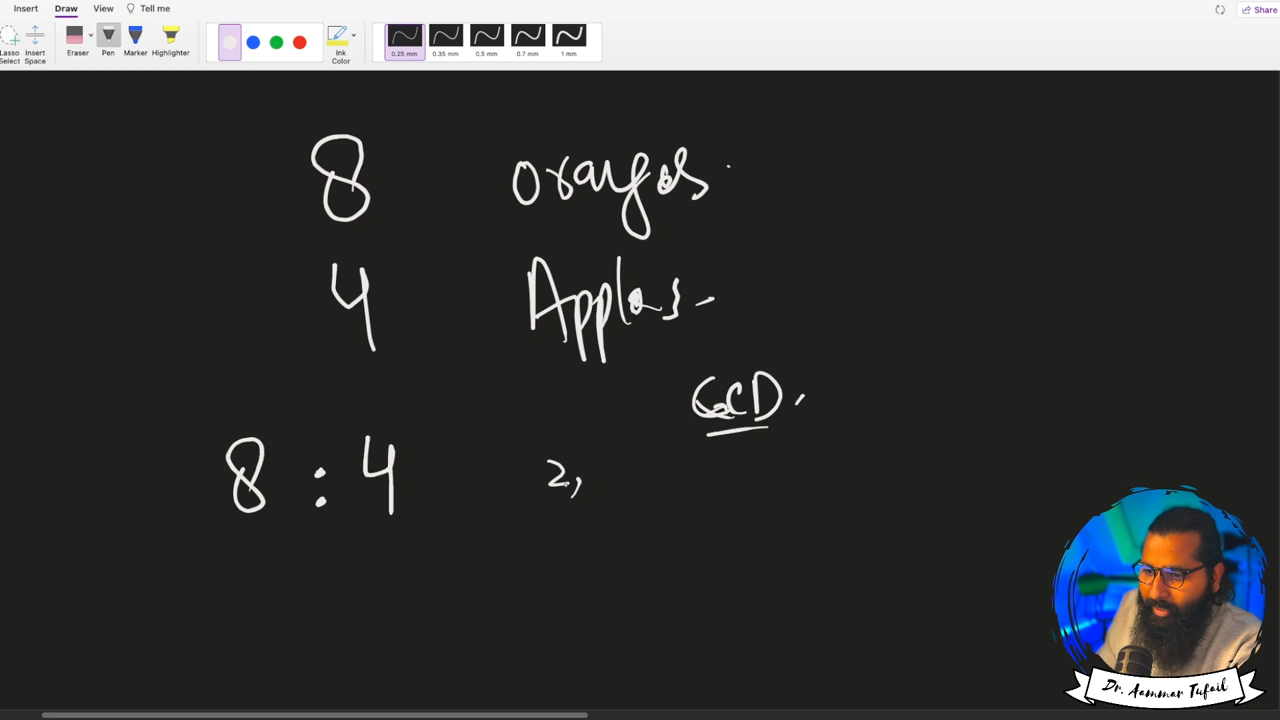 Insert Draw View Tell me Share
Lasso Select Insert Space Eraser Pen Marker Highlighter Ink Color 0.25 mm 0.35 mm 0.5 mm 0.7 mm 1 mm
8 oranges.
4 Apples -
GCD,
8 : 4 2,
Dr. Aammar Tufail